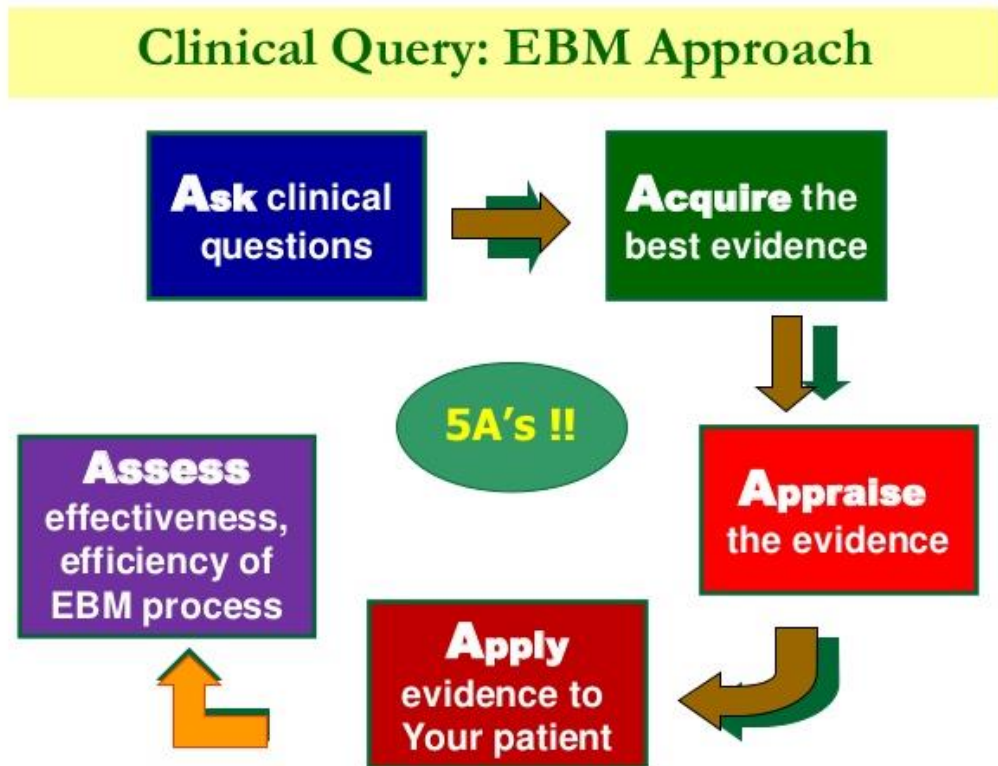 Clinical Query: EBM Approach
Ask clinical
questions
Acquire the
best evidence
5A's !!
Appraise
the evidence
Apply
evidence to
Your patient
Assess
effectiveness,
efficiency of
EBM process